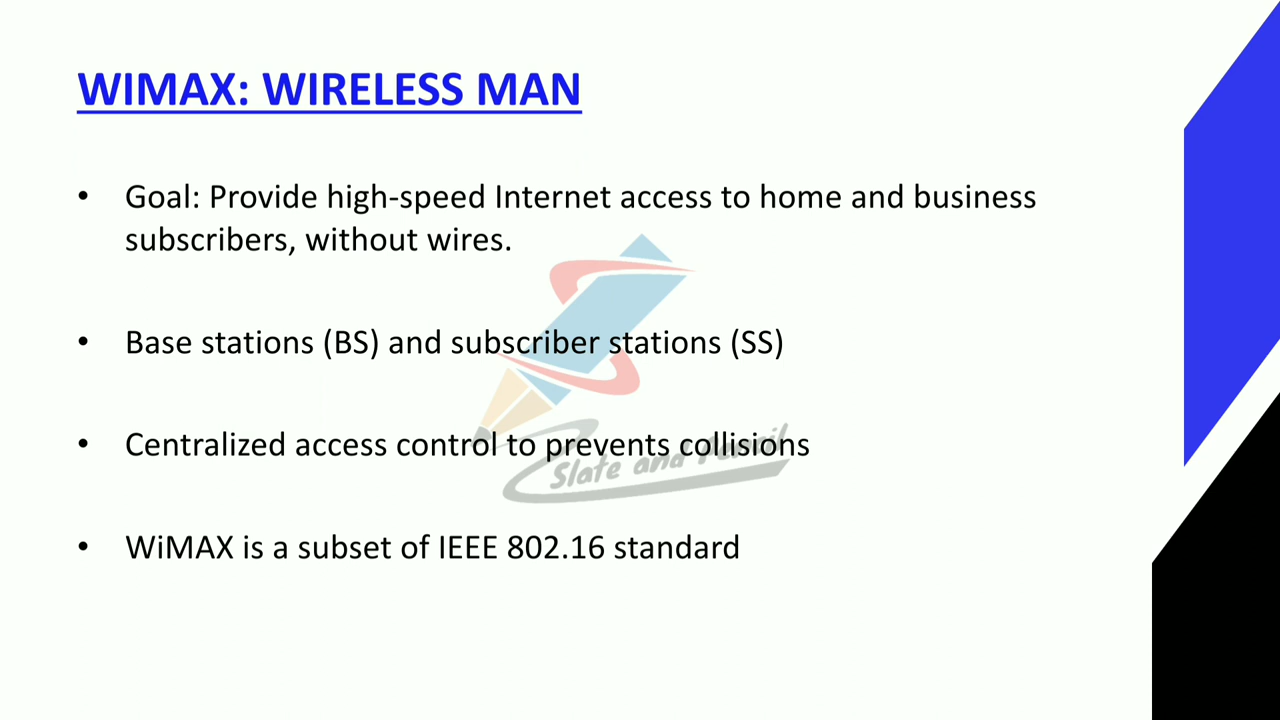 WIMAX: WIRELESS MAN
• Goal: Provide high-speed Internet access to home and business
subscribers, without wires.
• Base stations (BS) and subscriber stations (SS)
• Centralized access control to prevents collisions
Slate and Pencil
• WiMAX is a subset of IEEE 802.16 standard